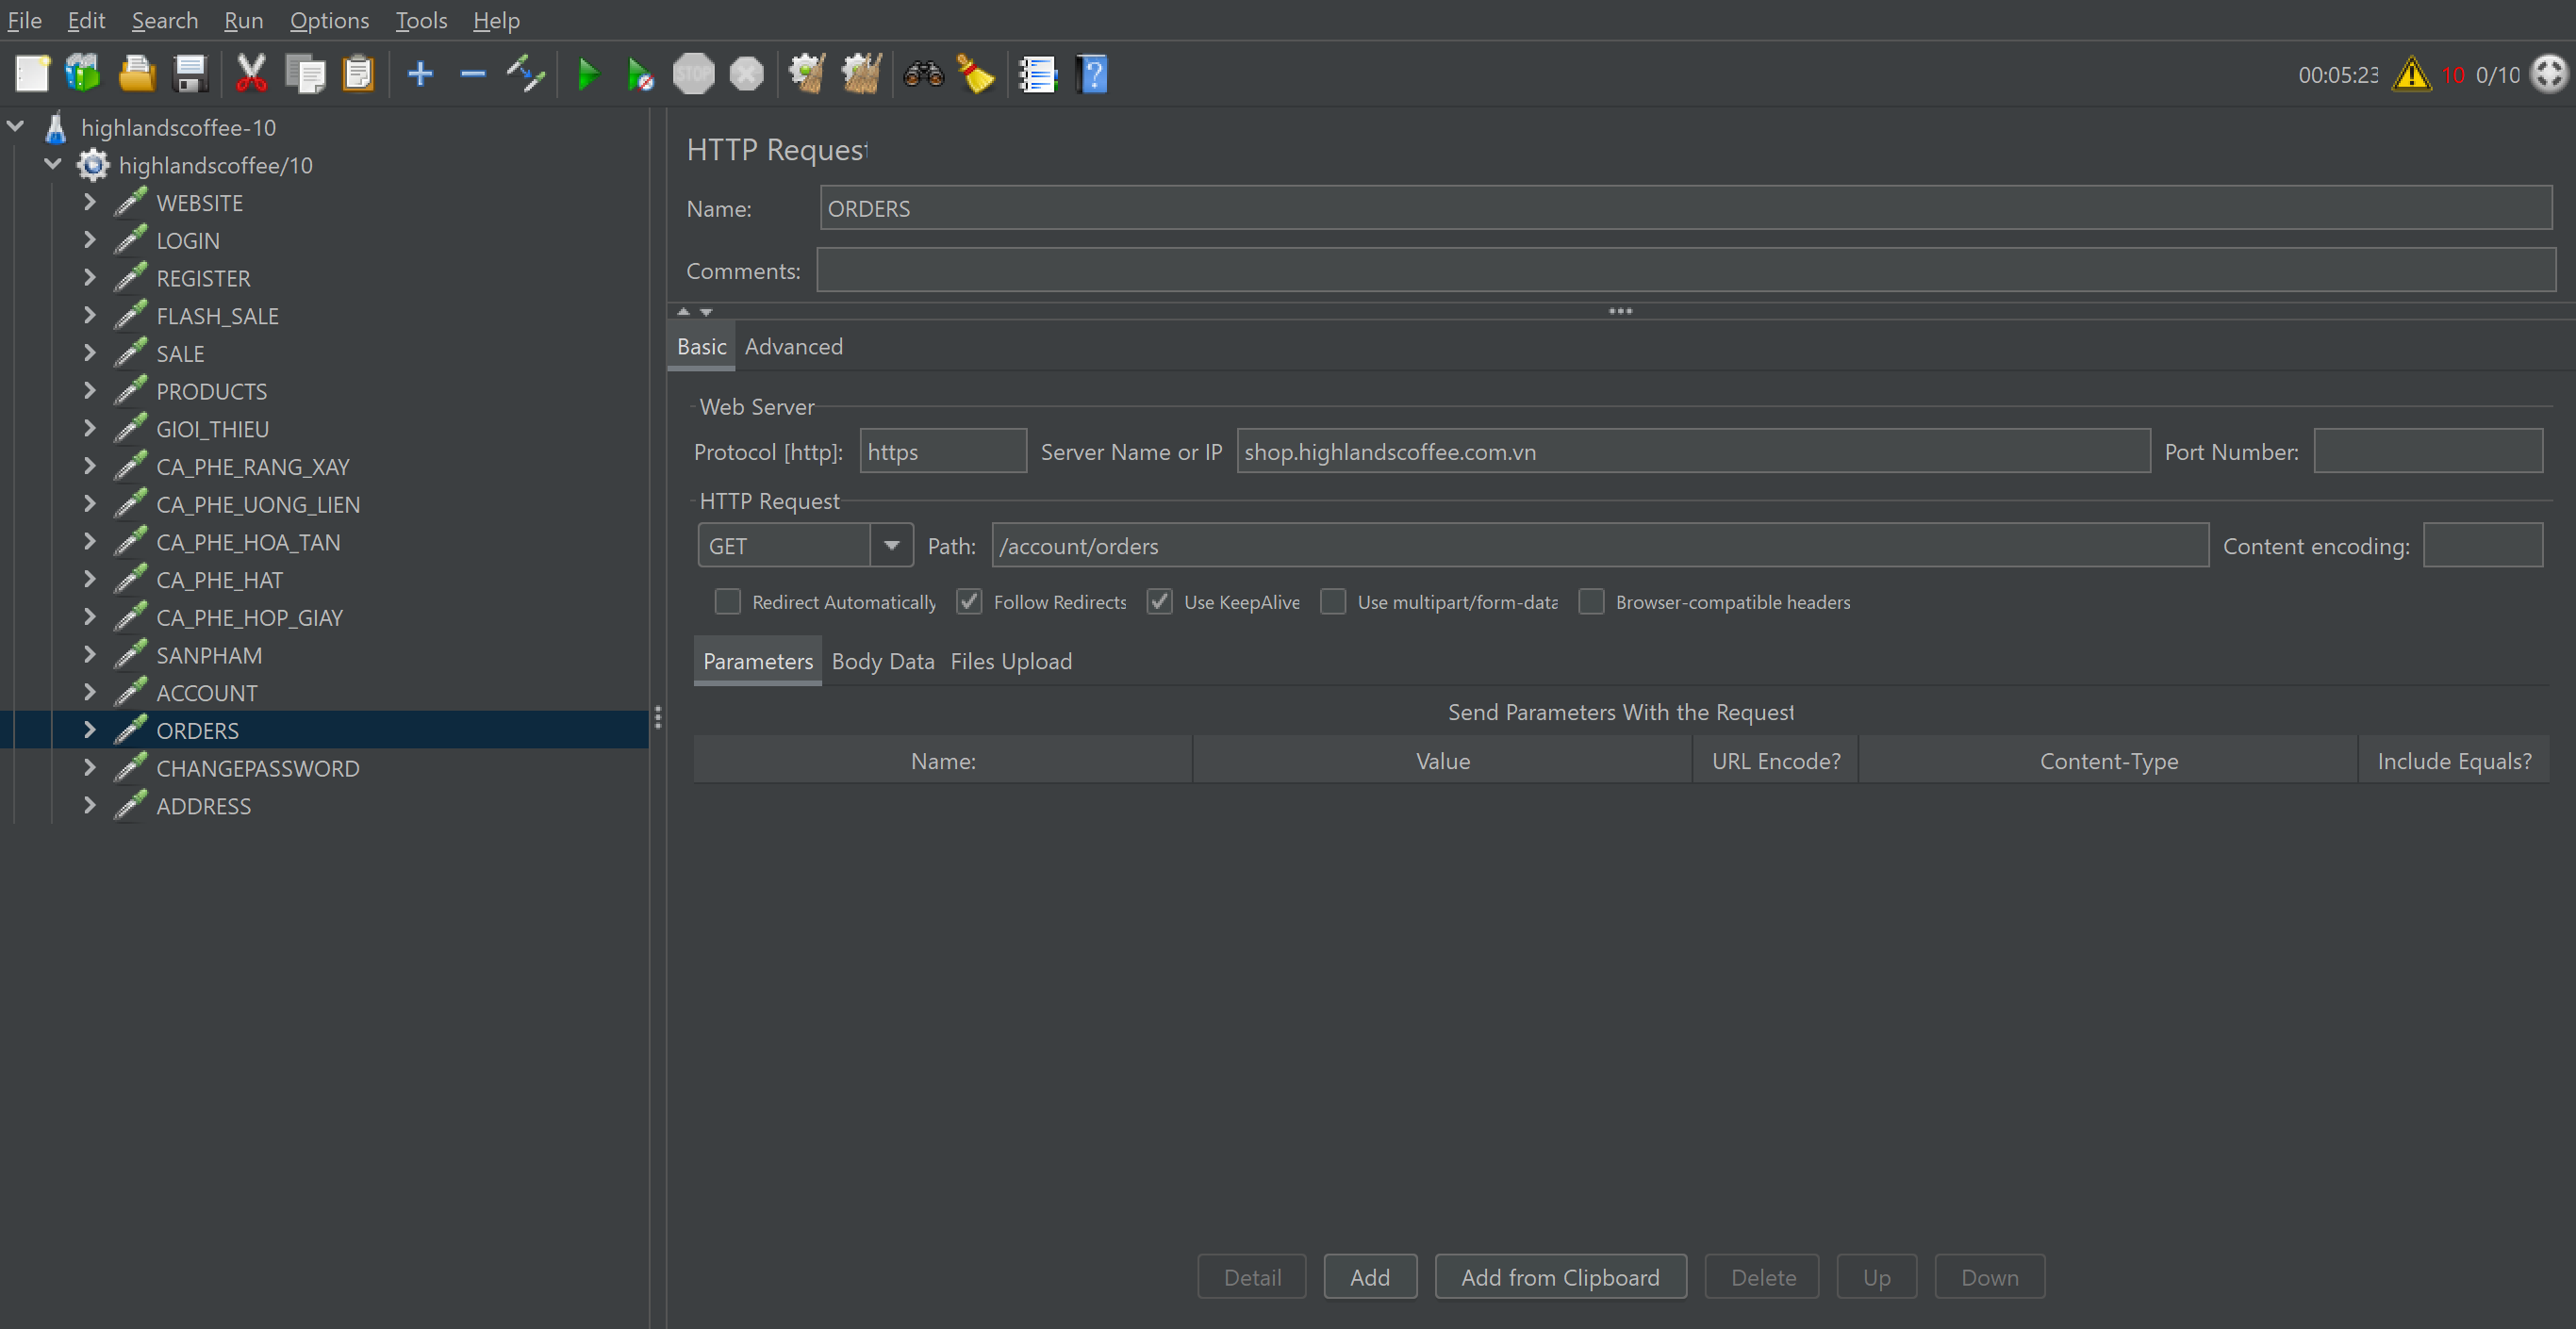 File Edit Search Run Options Tools Help
STOP
00:05:23 10 0/10
highlandscoffee-10
highlandscoffee/10
WEBSITE
LOGIN
REGISTER
FLASH_SALE
SALE
PRODUCTS
GIOI_THIEU
CA_PHE_RANG_XAY
CA_PHE_UONG_LIEN
CA_PHE_HOA_TAN
CA_PHE_HAT
CA_PHE_HOP_GIAY
SANPHAM
ACCOUNT
ORDERS
CHANGEPASSWORD
ADDRESS
HTTP Request
Name: ORDERS
Comments:
Basic Advanced
Web Server
Protocol [http]: https Server Name or IP shop.highlandscoffee.com.vn Port Number:
HTTP Request
GET Path: /account/orders Content encoding:
Redirect Automatically Follow Redirects Use KeepAlive Use multipart/form-data Browser-compatible headers
Parameters Body Data Files Upload
Send Parameters With the Request
Name: Value URL Encode? Content-Type Include Equals?
Detail Add Add from Clipboard Delete Up Down